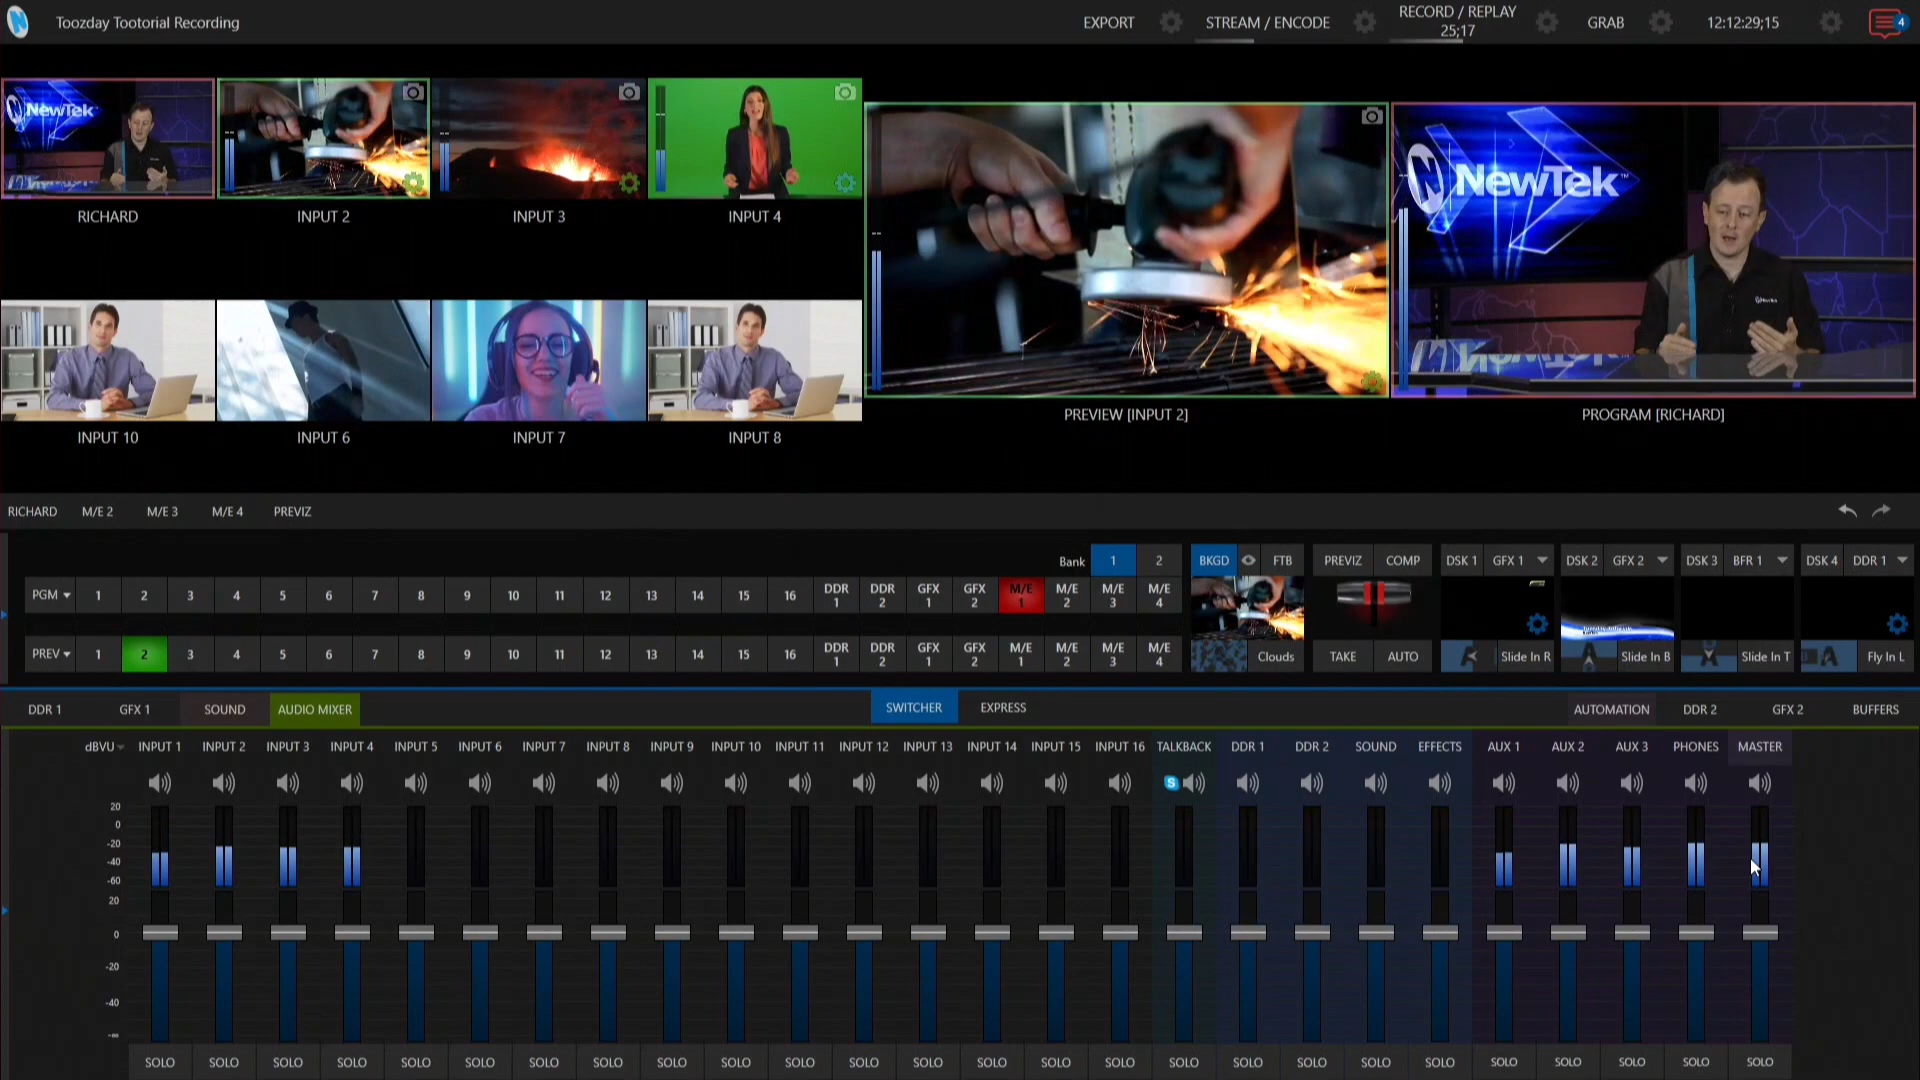 Toozday Tootorial Recording
EXPORT
STREAM / ENCODE
RECORD / REPLAY
25;17
GRAB
12:12:29;15
4
NewTek
RICHARD
INPUT 2
INPUT 3
INPUT 4
INPUT 10
INPUT 6
INPUT 7
INPUT 8
PREVIEW [INPUT 2]
NewTek™
PROGRAM [RICHARD]
RICHARD M/E 2 M/E 3 M/E 4 PREVIZ
Bank 1 2
BKGD FTB
PREVIZ COMP
DSK 1 GFX 1
DSK 2 GFX 2
DSK 3 BFR 1
DSK 4 DDR 1
PGM 1 2 3 4 5 6 7 8 9 10 11 12 13 14 15 16 DDR 1 DDR 2 GFX 1 GFX 2 M/E 1 M/E 2 M/E 3 M/E 4
PREV 1 2 3 4 5 6 7 8 9 10 11 12 13 14 15 16 DDR 1 DDR 2 GFX 1 GFX 2 M/E 1 M/E 2 M/E 3 M/E 4
Clouds
TAKE AUTO
Slide In R
Slide In B
Slide In T
Fly In L
DDR 1 GFX 1 SOUND AUDIO MIXER
SWITCHER EXPRESS
AUTOMATION DDR 2 GFX 2 BUFFERS
dBVU INPUT 1 INPUT 2 INPUT 3 INPUT 4 INPUT 5 INPUT 6 INPUT 7 INPUT 8 INPUT 9 INPUT 10 INPUT 11 INPUT 12 INPUT 13 INPUT 14 INPUT 15 INPUT 16 TALKBACK DDR 1 DDR 2 SOUND EFFECTS AUX 1 AUX 2 AUX 3 PHONES MASTER
S
20
0
-20
-40
-60
20
0
-20
-40
-∞
SOLO SOLO SOLO SOLO SOLO SOLO SOLO SOLO SOLO SOLO SOLO SOLO SOLO SOLO SOLO SOLO SOLO SOLO SOLO SOLO SOLO SOLO SOLO SOLO SOLO SOLO